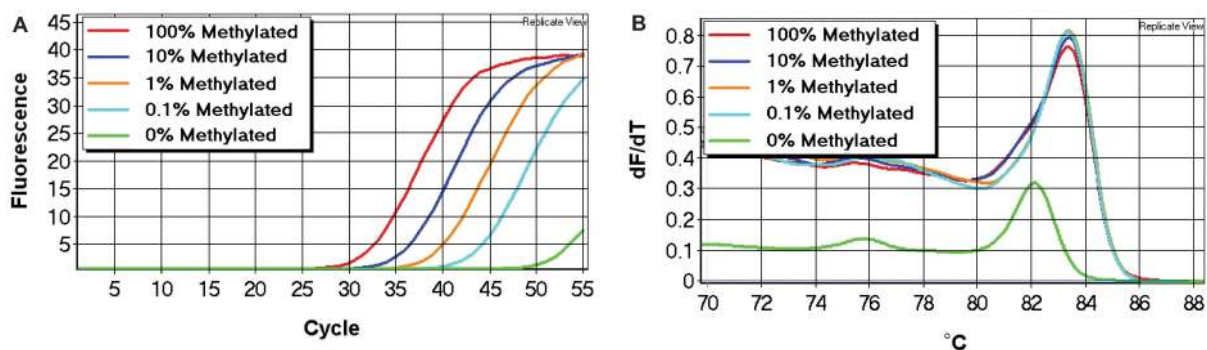 A
Replicate View
100% Methylated
10% Methylated
1% Methylated
0.1% Methylated
0% Methylated
Fluorescence
45
40
35
30
25
20
15
10
5
5 10 15 20 25 30 35 40 45 50 55
Cycle
B
Replicate View
100% Methylated
10% Methylated
1% Methylated
0.1% Methylated
0% Methylated
dF/dT
0.8
0.7
0.6
0.5
0.4
0.3
0.2
0.1
0
70 72 74 76 78 80 82 84 86 88
°C